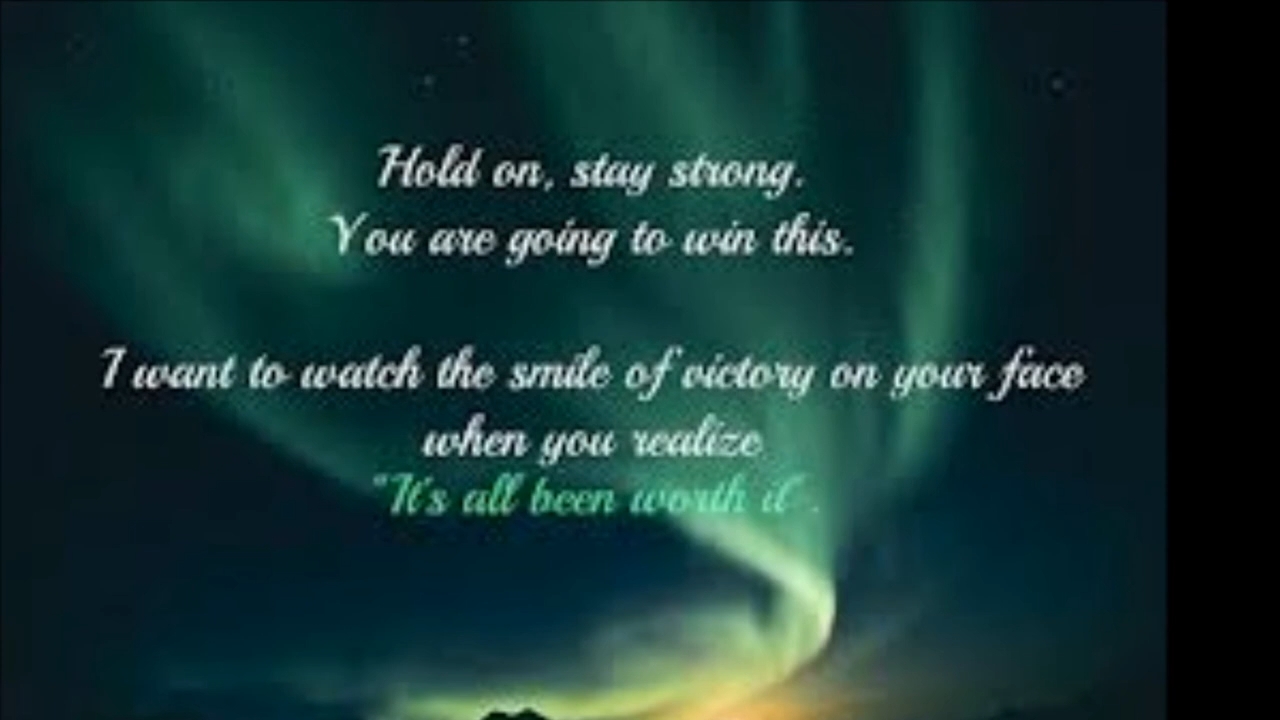 Hold on, stay strong.
You are going to win this.
I want to watch the smile of victory on your face
when you realize
"It's all been worth it".